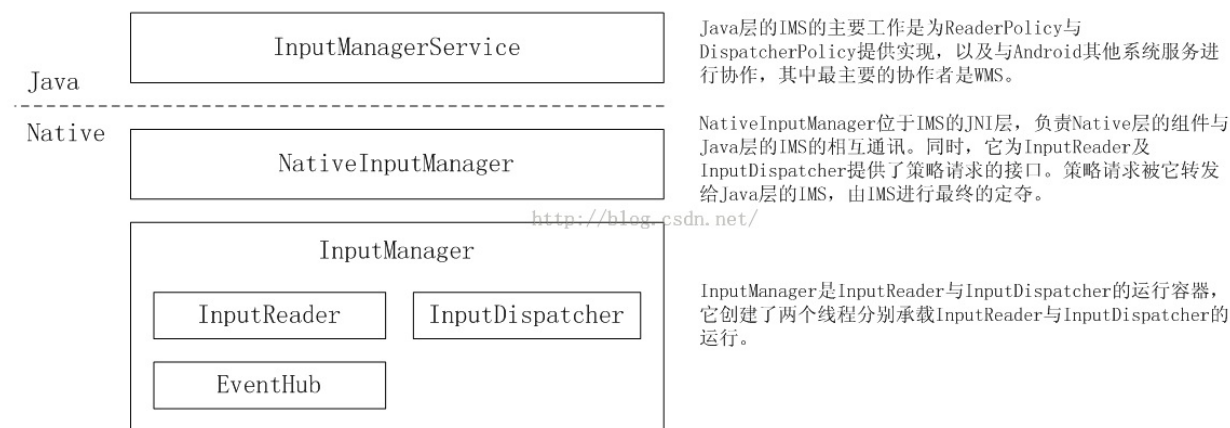 InputManagerService
Java层的IMS的主要工作是为ReaderPolicy与
DispatcherPolicy提供实现，以及与Android其他系统服务进
行协作，其中最主要的协作者是WMS。
Java
Native
NativeInputManager
NativeInputManager位于IMS的JNI层，负责Native层的组件与
Java层的IMS的相互通讯。同时，它为InputReader及
InputDispatcher提供了策略请求的接口。策略请求被它转发
给Java层的IMS，由IMS进行最终的定夺。
http://blog.csdn.net/
InputManager
InputReader
InputDispatcher
EventHub
InputManager是InputReader与InputDispatcher的运行容器，
它创建了两个线程分别承载InputReader与InputDispatcher的
运行。